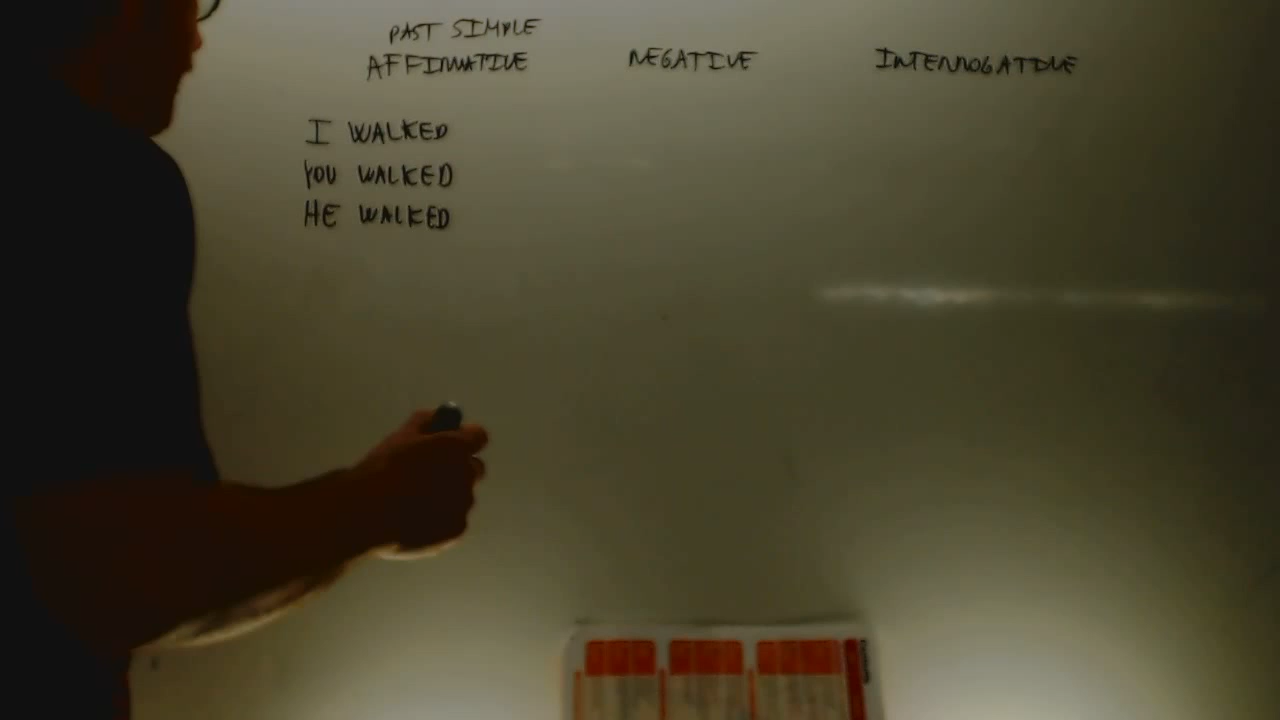 PAST SIMPLE
AFFIRMATIVE NEGATIVE INTERROGATIVE
I WALKED
YOU WALKED
HE WALKED